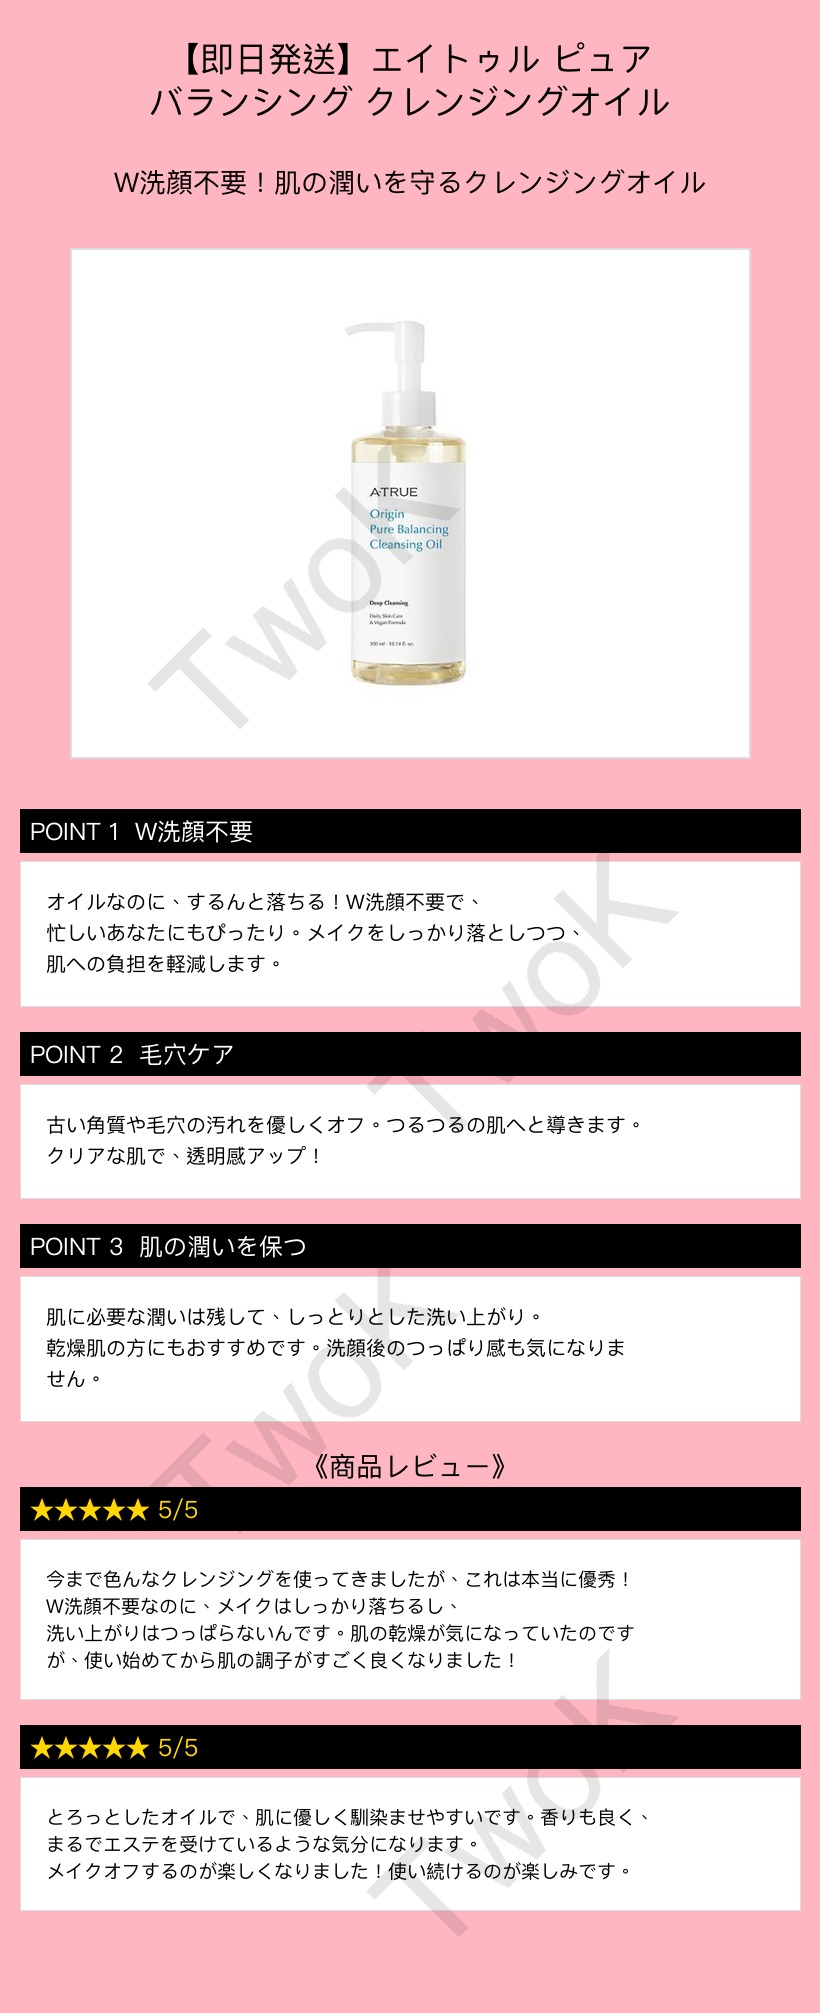 【即日発送】エイトゥル ピュア
バランシング クレンジングオイル
W洗顔不要！肌の潤いを守るクレンジングオイル
A·TRUE
Origin
Pure Balancing
Cleansing Oil
Deep Cleansing
Daily Skin Care
& Vegan Formula
300 ml - 10.14 fl. oz.
TwoK
POINT 1 W洗顔不要
オイルなのに、するんと落ちる！W洗顔不要で、
忙しいあなたにもぴったり。メイクをしっかり落としつつ、
肌への負担を軽減します。
TwoK
POINT 2 毛穴ケア
古い角質や毛穴の汚れを優しくオフ。つるつるの肌へと導きます。
クリアな肌で、透明感アップ！
POINT 3 肌の潤いを保つ
肌に必要な潤いは残して、しっとりとした洗い上がり。
乾燥肌の方にもおすすめです。洗顔後のつっぱり感も気になりま
せん。
TwoK
《商品レビュー》
★★★★★ 5/5
今まで色んなクレンジングを使ってきましたが、これは本当に優秀！
W洗顔不要なのに、メイクはしっかり落ちるし、
洗い上がりはつっぱらないんです。肌の乾燥が気になっていたのです
が、使い始めてから肌の調子がすごく良くなりました！
★★★★★ 5/5
とろっとしたオイルで、肌に優しく馴染ませやすいです。香りも良く、
まるでエステを受けているような気分になります。
メイクオフするのが楽しくなりました！使い続けるのが楽しみです。
TwoK